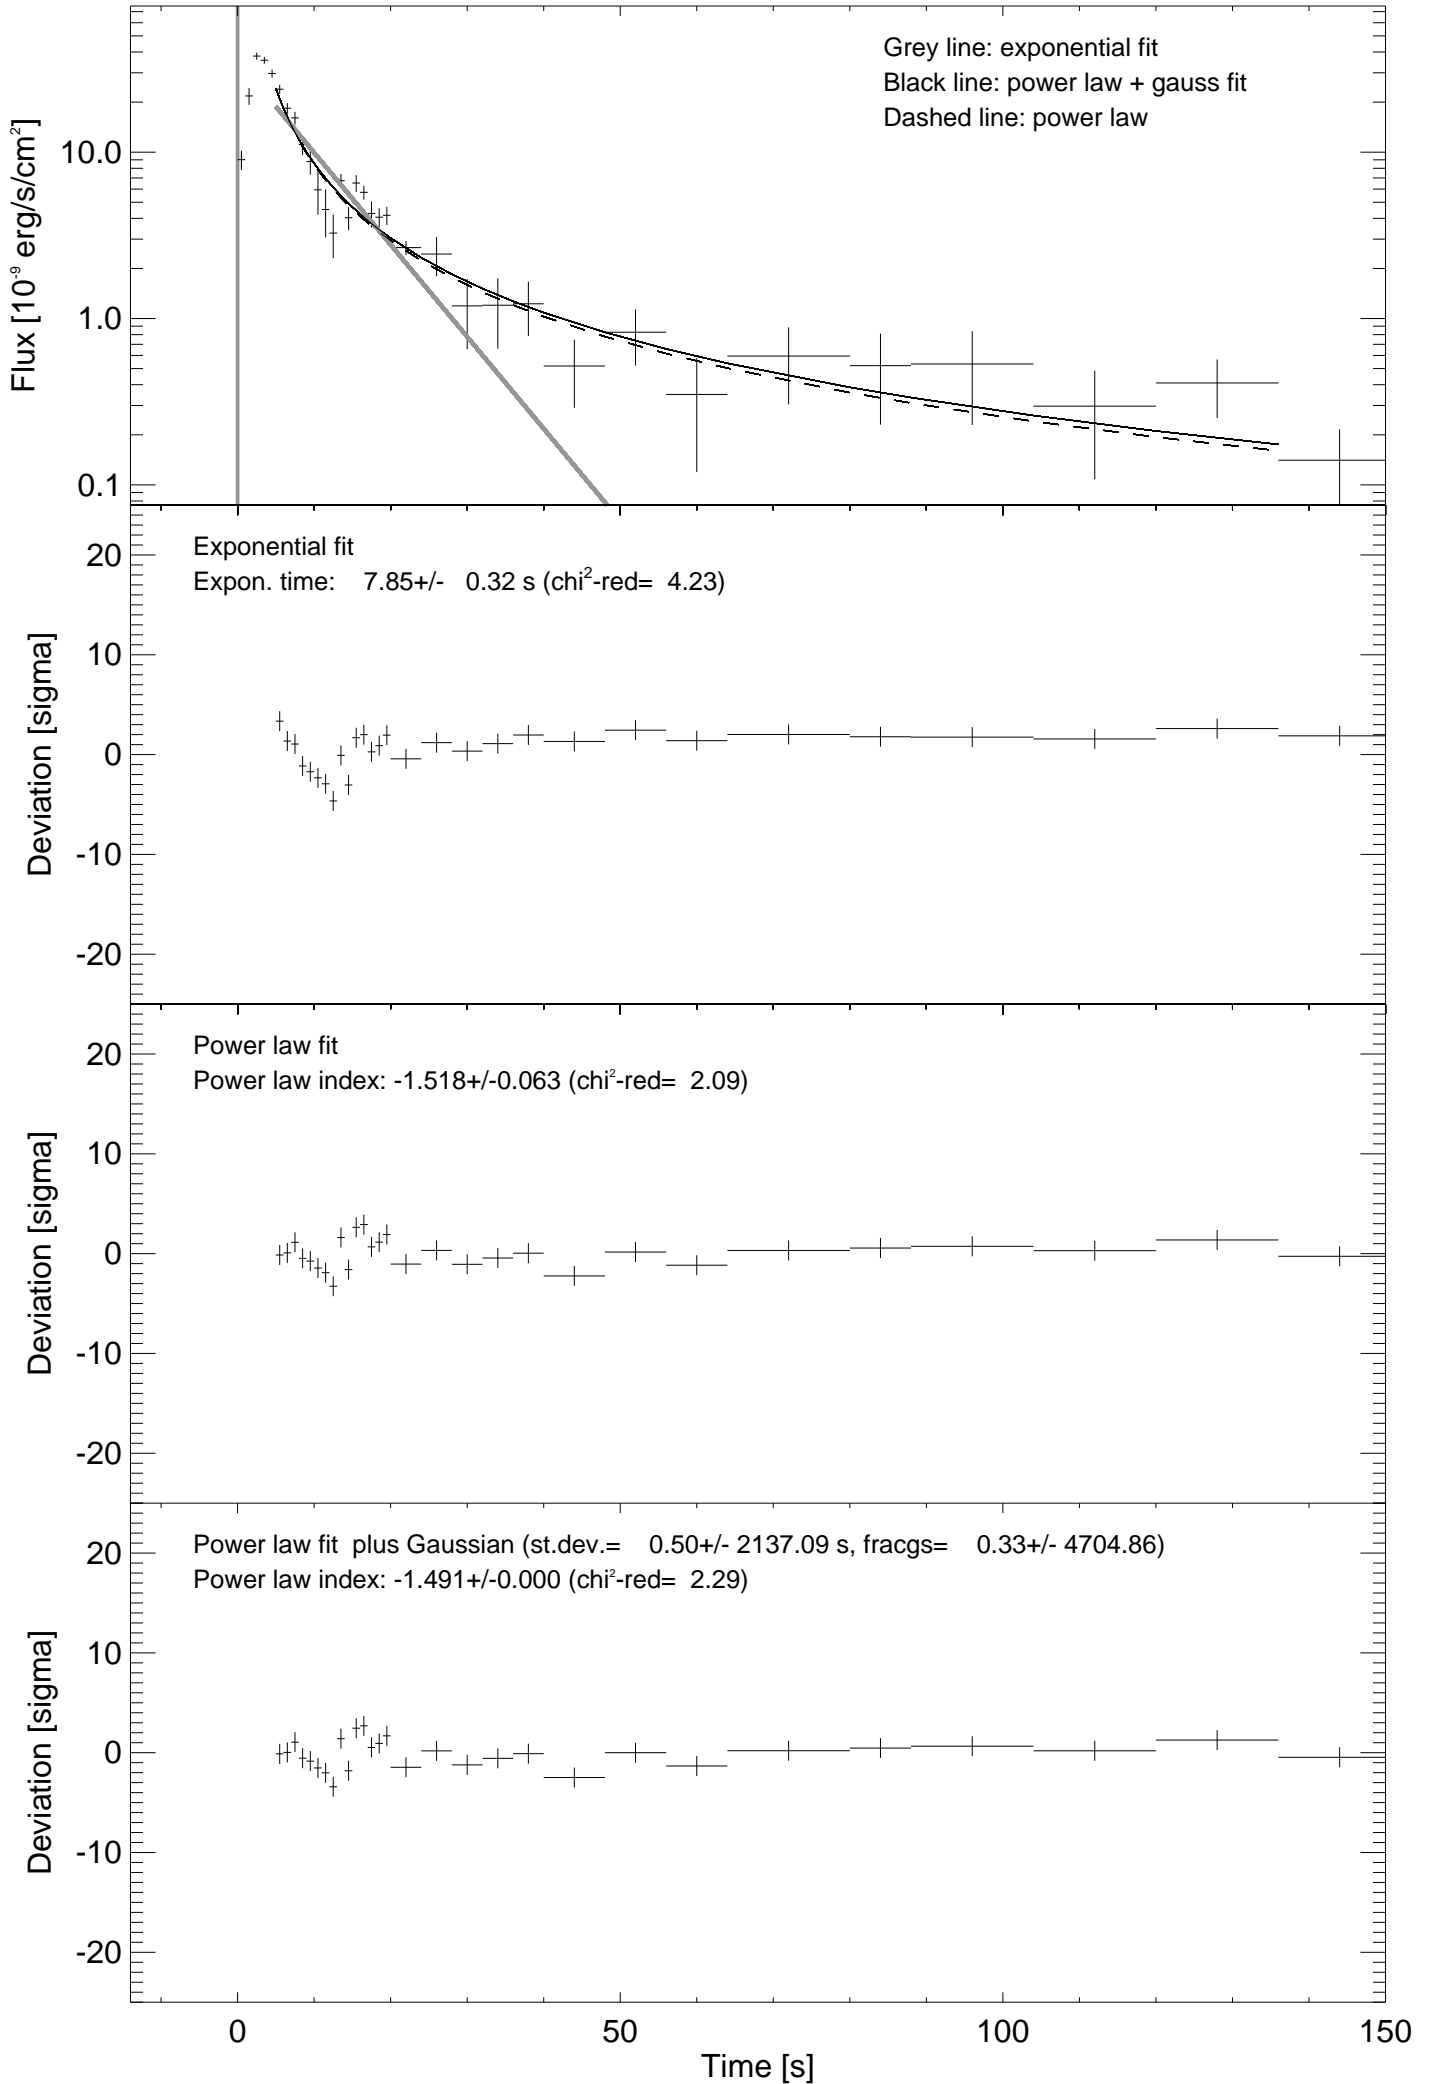 Grey line: exponential fit
Black line: power law + gauss fit
Dashed line: power law
Flux [10⁻⁹ erg/s/cm²]
10.0
1.0
0.1
Exponential fit
Expon. time: 7.85+/- 0.32 s (chi²-red= 4.23)
Deviation [sigma]
20
10
0
-10
-20
Power law fit
Power law index: -1.518+/-0.063 (chi²-red= 2.09)
Deviation [sigma]
20
10
0
-10
-20
Power law fit plus Gaussian (st.dev.= 0.50+/- 2137.09 s, fracgs= 0.33+/- 4704.86)
Power law index: -1.491+/-0.000 (chi²-red= 2.29)
Deviation [sigma]
20
10
0
-10
-20
0 50 100 150
Time [s]